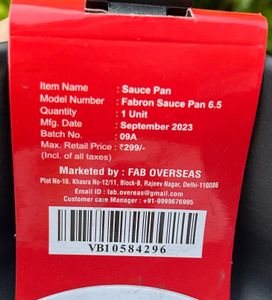 Item Name : Sauce Pan
Model Number : Fabron Sauce Pan 6.5
Quantity : 1 Unit
Mfg. Date : September 2023
Batch No. : 09A
Max. Retail Price : ₹299/-
(Incl. of all taxes)
Marketed by : FAB OVERSEAS
Plot No-10, Khasra No-12/11, Block-B, Rajeev Nagar, Delhi-110086
Email ID : fab.overseas@gmail.com
Customer care Manager : +91-9999676995
VB10584296